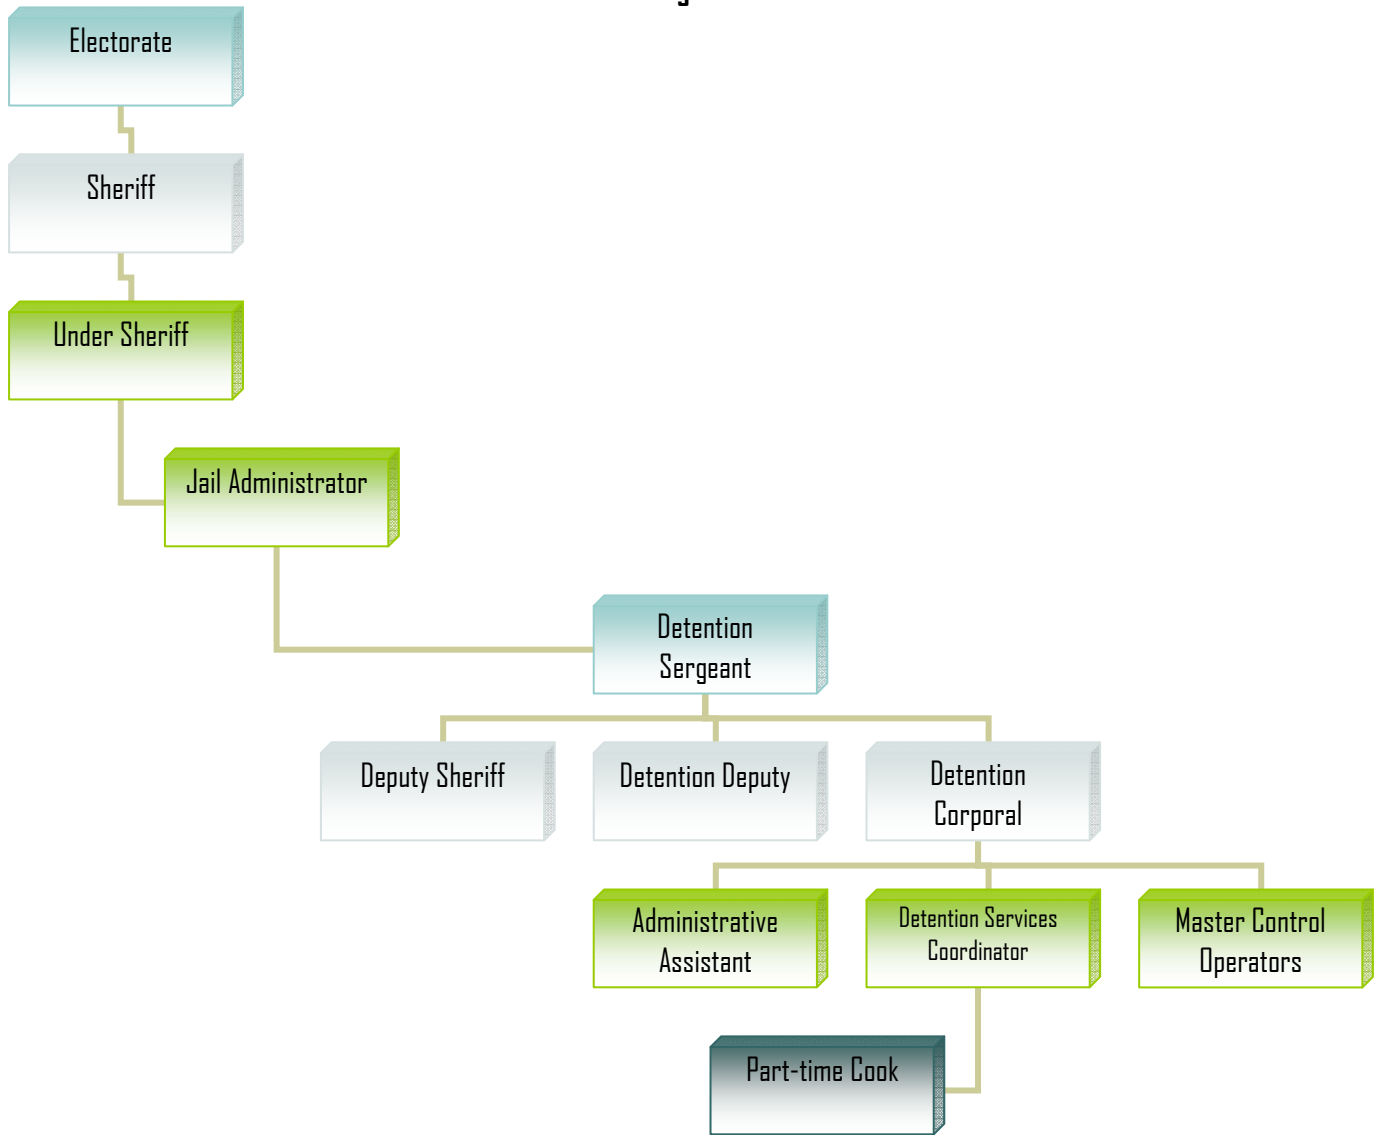 Electorate
Sheriff
Under Sheriff
Jail Administrator
Detention
Sergeant
Deputy Sheriff
Detention Deputy
Detention
Corporal
Administrative
Assistant
Detention Services
Coordinator
Master Control
Operators
Part-time Cook